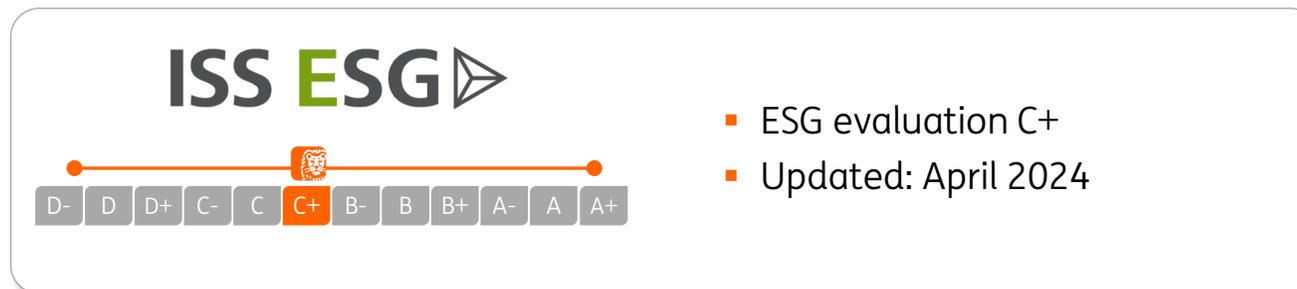 ISS ESG
D- D D+ C- C C+ B- B B+ A- A A+
▪ ESG evaluation C+
▪ Updated: April 2024